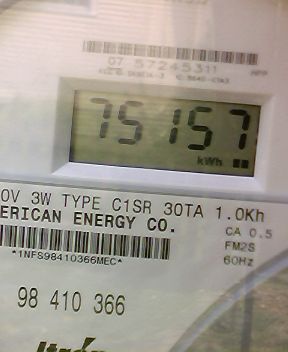 07 57245311
75157
kWh
0V 3W TYPE C1SR 30TA 1.0Kh
ERICAN ENERGY CO.
CA 0.5
FM2S
*1NFS98410366MEC*
60Hz
98 410 366
Itron